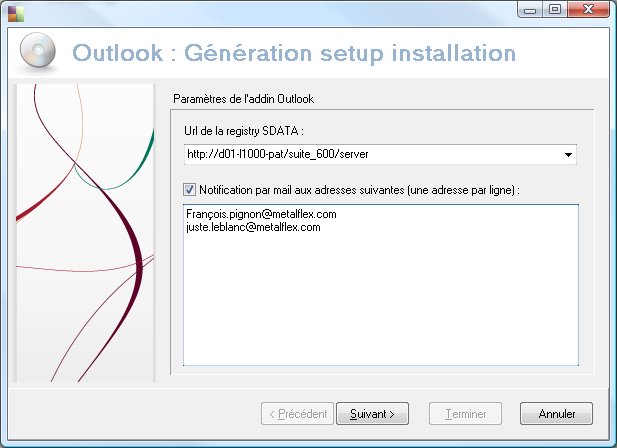 Outlook : Génération setup installation
Paramètres de l'addin Outlook
Url de la registry SDATA :
http://d01-l1000-pat/suite_600/server
Notification par mail aux adresses suivantes (une adresse par ligne) :
François.pignon@metalflex.com
juste.leblanc@metalflex.com
< Précédent
Suivant >
Terminer
Annuler